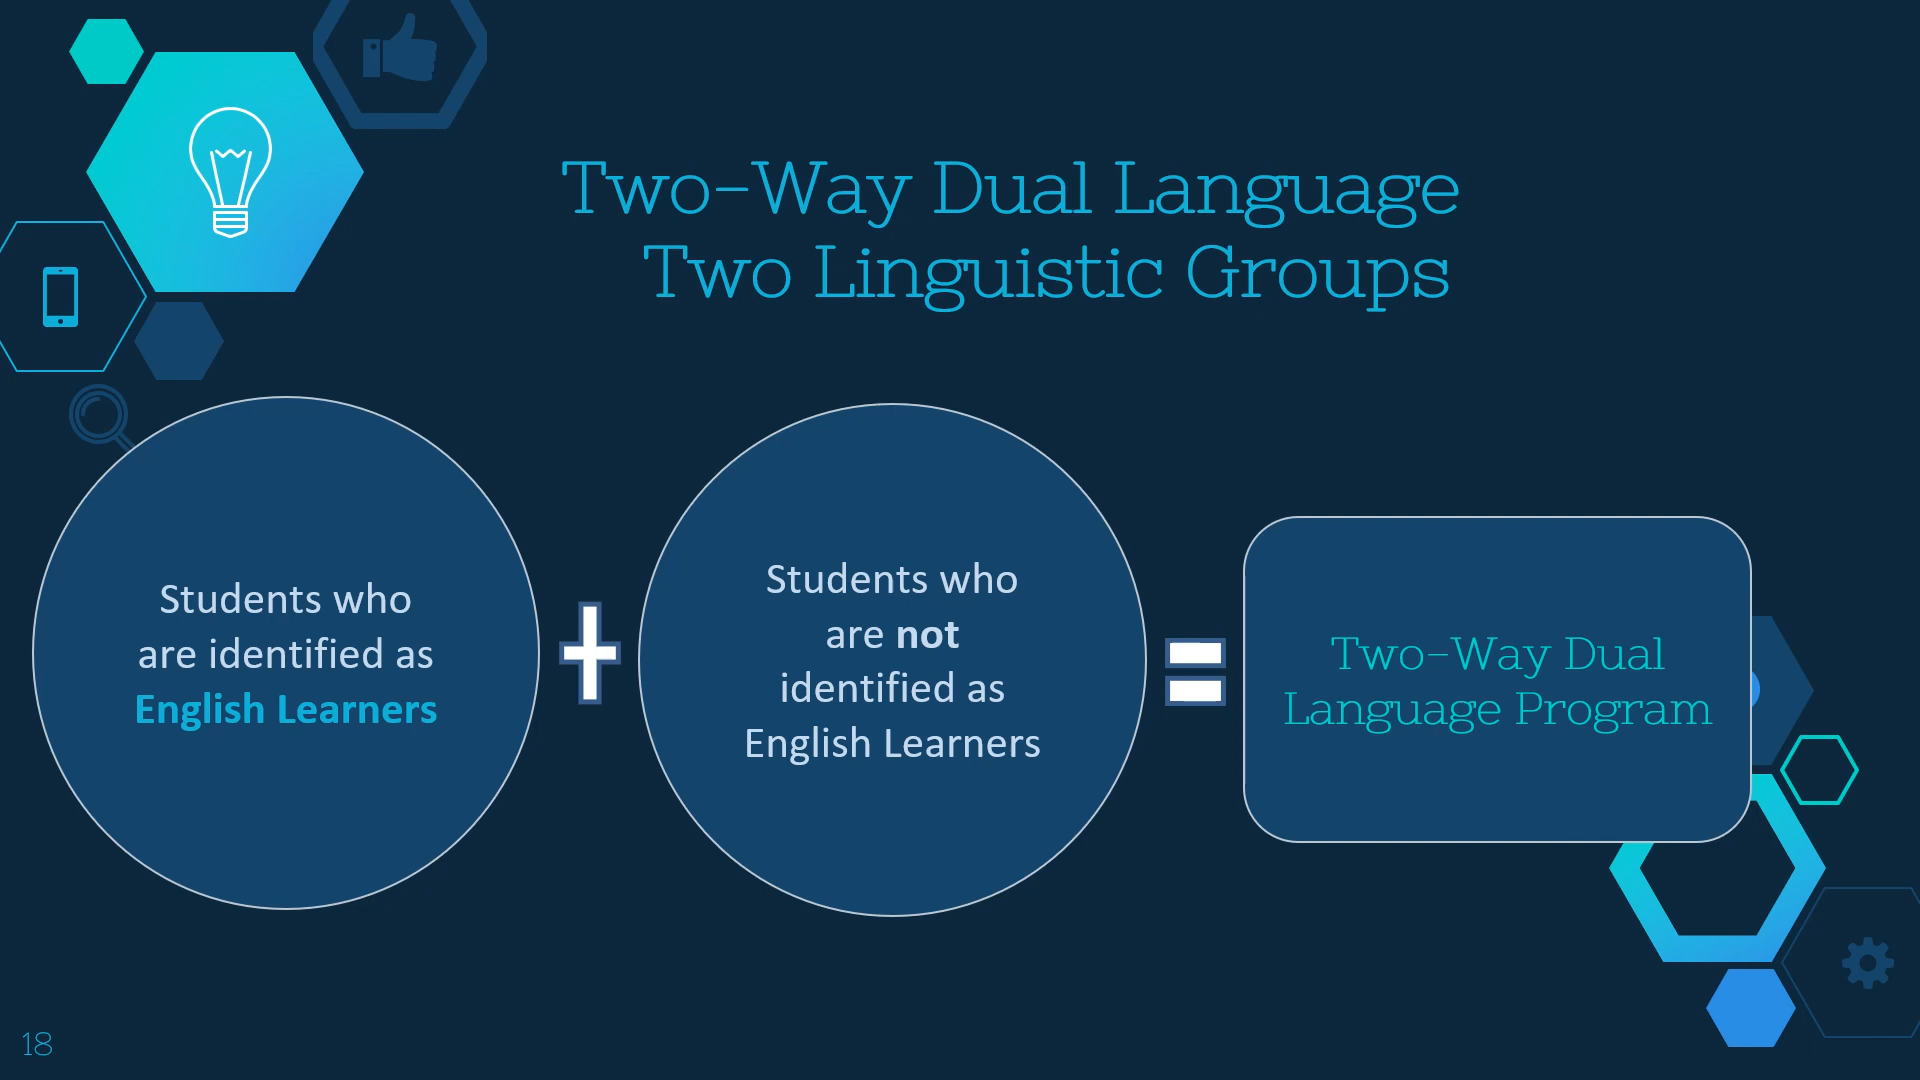 Two-Way Dual Language
Two Linguistic Groups
Students who
are identified as
English Learners
Students who
are not
identified as
English Learners
Two-Way Dual
Language Program
18